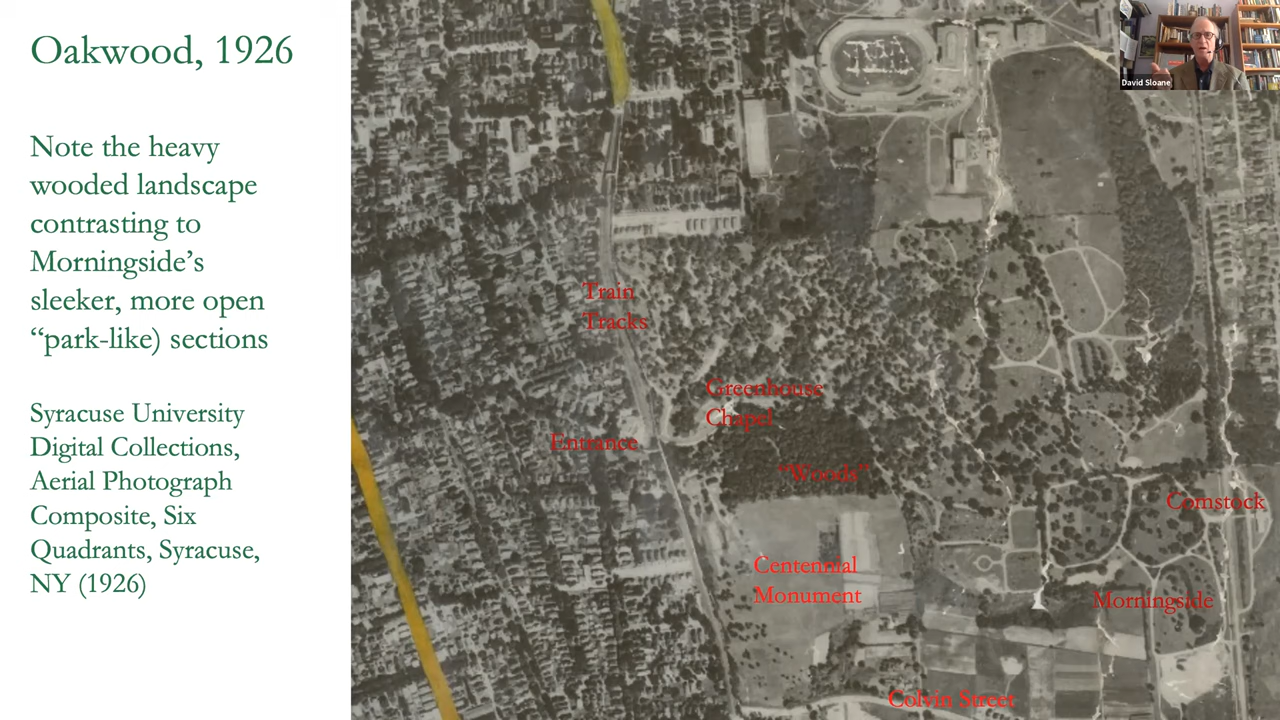 Oakwood, 1926
Note the heavy
wooded landscape
contrasting to
Morningside’s
sleeker, more open
“park-like) sections
Syracuse University
Digital Collections,
Aerial Photograph
Composite, Six
Quadrants, Syracuse,
NY (1926)
David Sloane
Train
Tracks
Greenhouse
Chapel
Entrance
“Woods”
Comstock
Centennial
Monument
Morningside
Colvin Street